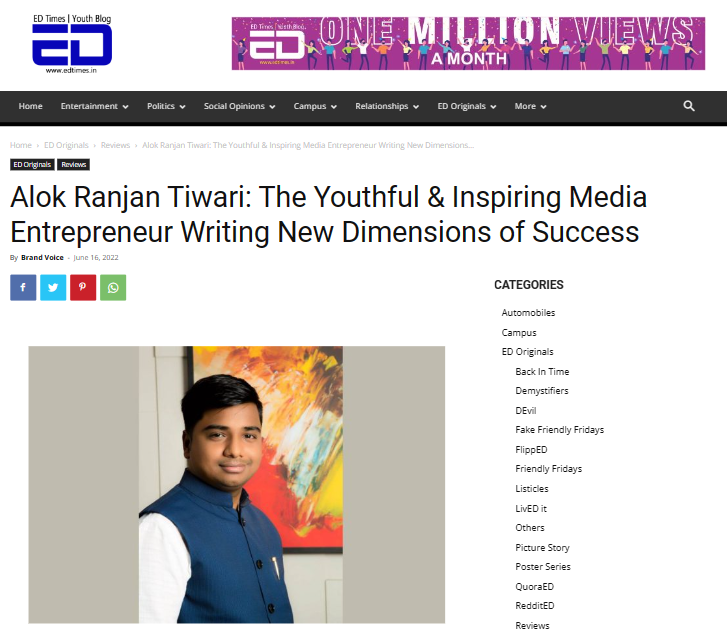 ED Times | Youth Blog
ED
www.edtimes.in
ED Times | Youth Blog
ED
www.edtimes.in
ONE MILLION VIEWS
A MONTH
Home Entertainment Politics Social Opinions Campus Relationships ED Originals More
Home › ED Originals › Reviews › Alok Ranjan Tiwari: The Youthful & Inspiring Media Entrepreneur Writing New Dimensions...
ED Originals Reviews
Alok Ranjan Tiwari: The Youthful & Inspiring Media
Entrepreneur Writing New Dimensions of Success
By Brand Voice - June 16, 2022
CATEGORIES
Automobiles
Campus
ED Originals
Back In Time
Demystifiers
DEvil
Fake Friendly Fridays
FlippED
Friendly Fridays
Listicles
LivED it
Others
Picture Story
Poster Series
QuoraED
RedditED
Reviews